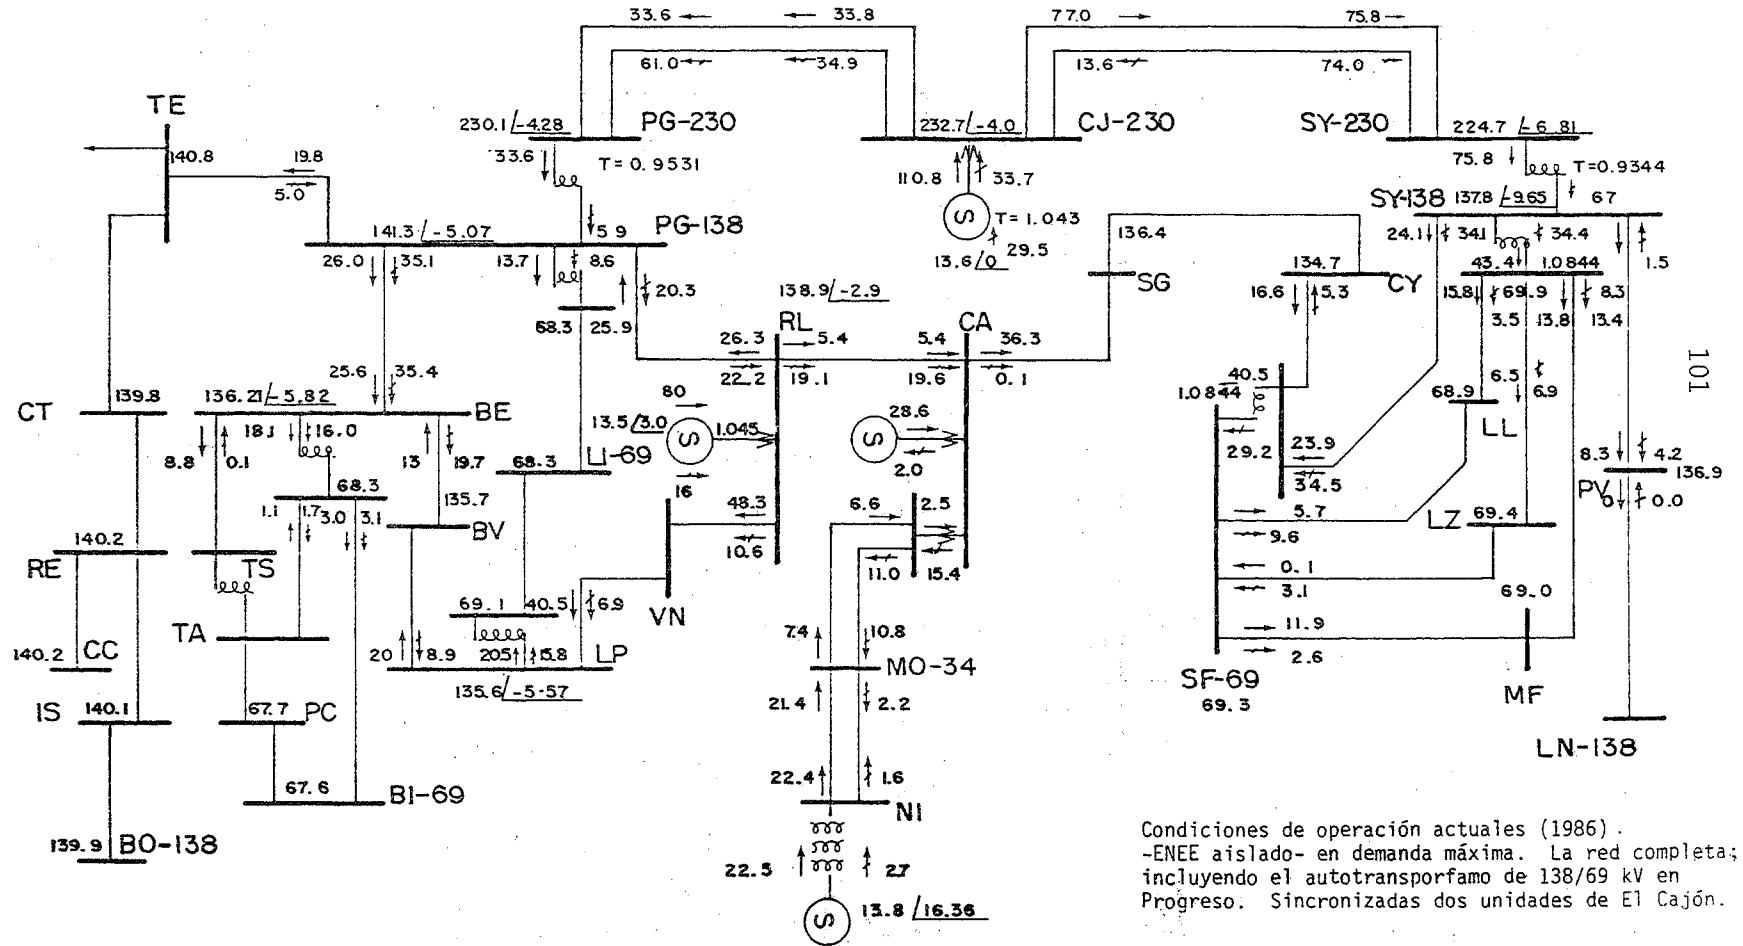 33.6 33.8 77.0 75.8
61.0 34.9 13.6 74.0
TE
230.1 /-4.28 PG-230 232.7 /-4.0 CJ-230 SY-230 224.7 /-6.81
140.8 19.8 33.6 T= 0.9531 110.8 33.7 75.8 T=0.9344
5.0 SY-138 137.8 /-9.65 6.7
141.3 /-5.07 5.9 PG-138 S T= 1.043 136.4 24.1 34.1 34.4
26.0 35.1 13.7 8.6 29.5 134.7 43.4 1.0844 1.5
13.6 /0 SG CY
20.3 138.9 /-2.9 16.6 5.3 15.8 69.9 8.3
68.3 25.9 RL CA 3.5 13.8 13.4
26.3 5.4 5.4 36.3
25.6 35.4 22.2 19.1 19.6 0.1 101
CT 139.8 136.21 /-5.82 BE 80 40.5 6.5 6.9
13.5 /3.0 28.6 1.0844 68.9
18.1 16.0 S 1.045 S LL
8.8 0.1 13 19.7 LI-69 2.0 29.2 23.9 8.3 4.2
68.3 68.3 16 34.5 136.9
1.1 1.7 3.0 3.1 135.7 48.3 6.6 2.5 5.7 PV 0 0.0
BV LZ 69.4
140.2 10.6 9.6
RE TS 11.0 15.4 0.1
69.1 40.5 6.9 VN 3.1 69.0
TA 7.4 10.8 11.9
140.2 CC 20 8.9 20.5 15.8 LP MO-34 2.6
135.6 /-5.57 SF-69 MF
IS 140.1 67.7 PC 21.4 2.2 69.3
LN-138
22.4 1.6
67.6 BI-69 NI
139.9 BO-138
22.5 2.7
S 13.8 /16.36
Condiciones de operación actuales (1986) .
-ENEE aislado- en demanda máxima. La red completa;
incluyendo el autotransporfamo de 138/69 kV en
Progreso. Sincronizadas dos unidades de El Cajón.